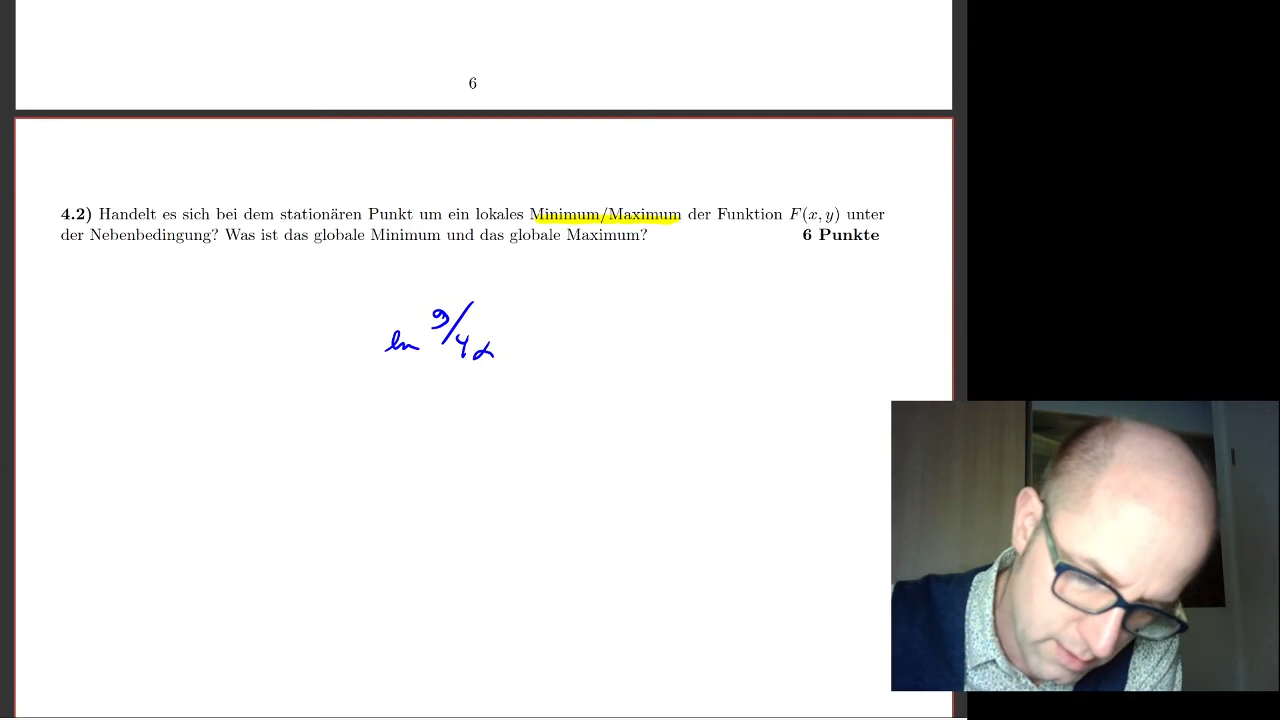 6
4.2) Handelt es sich bei dem stationären Punkt um ein lokales Minimum/Maximum der Funktion F(x, y) unter
der Nebenbedingung? Was ist das globale Minimum und das globale Maximum?
6 Punkte
ln 9/4